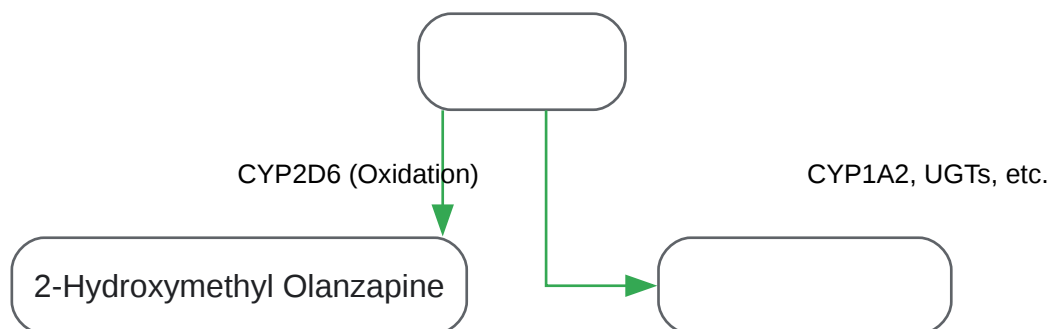 CYP2D6 (Oxidation)
CYP1A2, UGTs, etc.
2-Hydroxymethyl Olanzapine